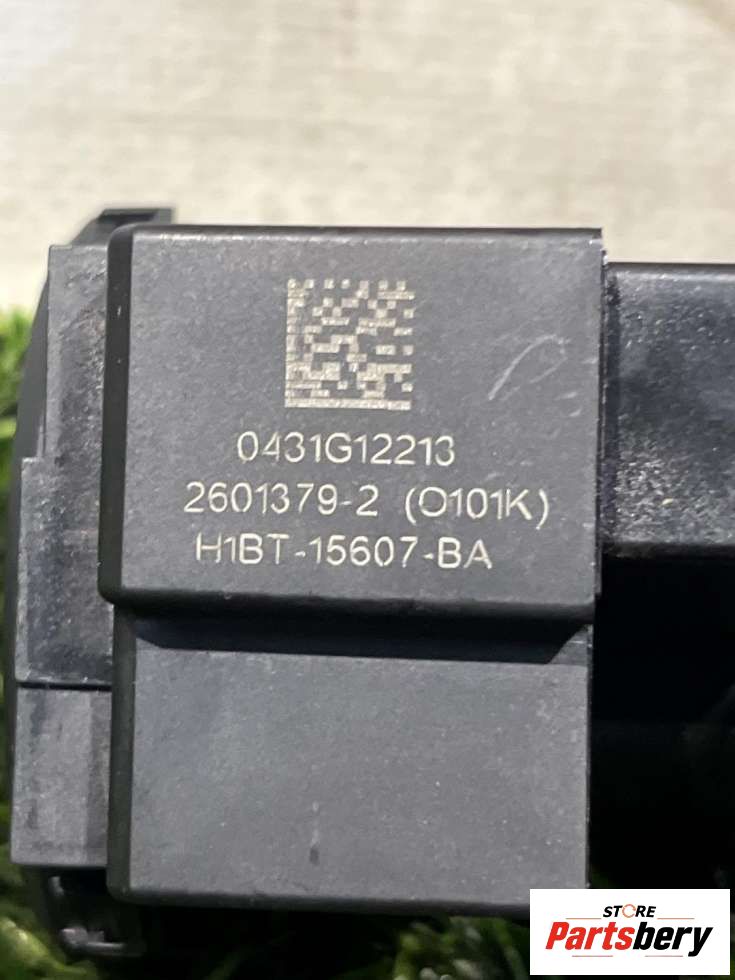 0431G12213
2601379-2 (O101K)
H1BT-15607-BA
STORE
Partsbery